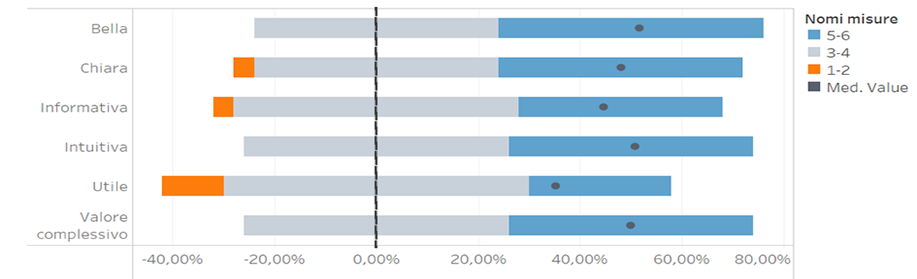 Bella
Chiara
Informativa
Intuitiva
Utile
Valore
complessivo
-40,00%
-20,00%
0,00%
20,00%
40,00%
60,00%
80,00%
Nomi misure
5-6
3-4
1-2
Med. Value